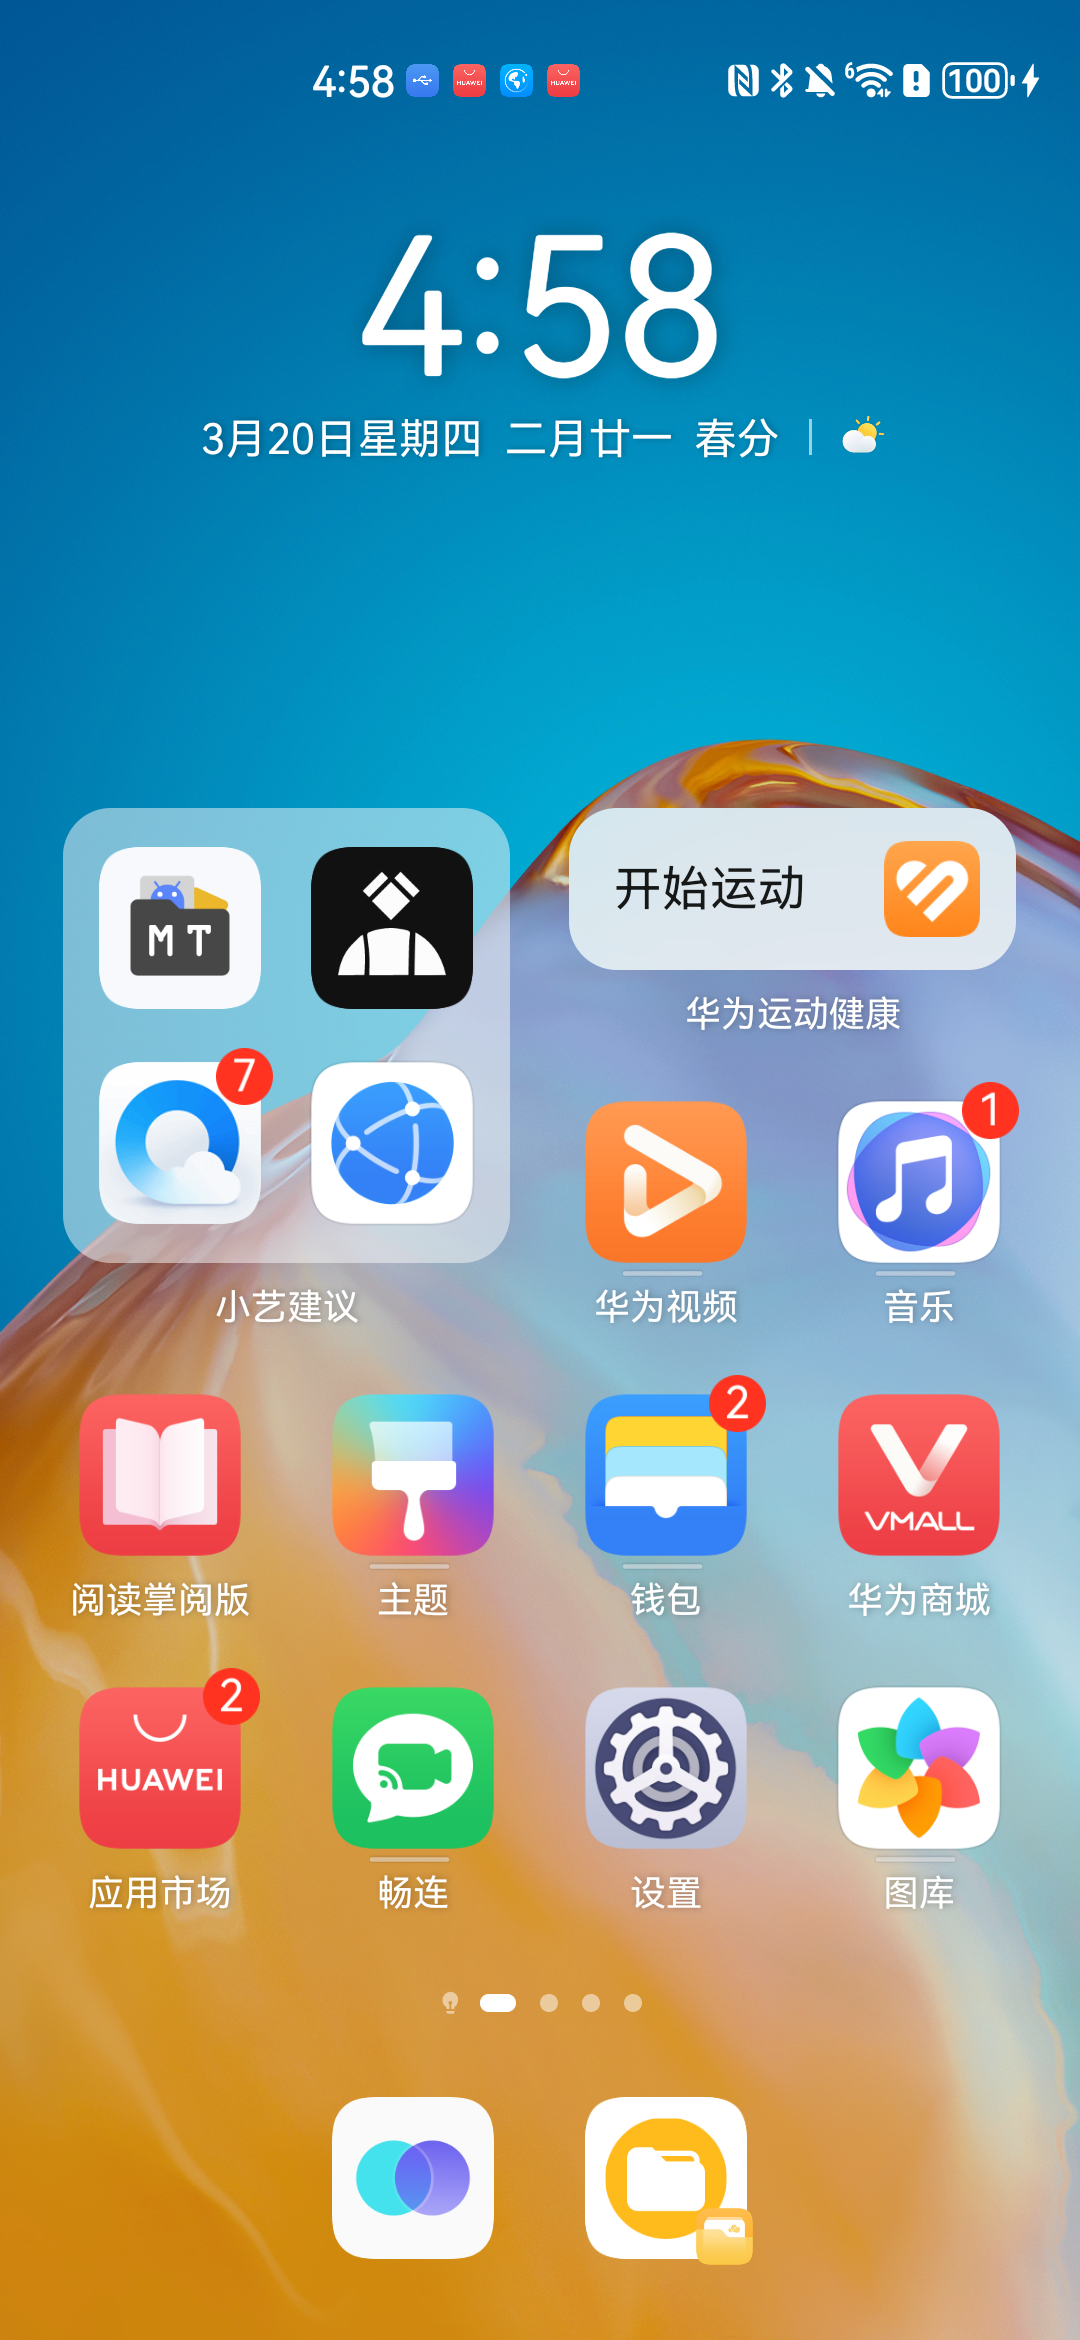 4:58 HUAWEI HUAWEI 6 100
4:58
3月20日星期四 二月廿一 春分
M T
开始运动
华为运动健康
7
1
小艺建议
华为视频
音乐
2
VMALL
阅读掌阅版
主题
钱包
华为商城
2
HUAWEI
应用市场
畅连
设置
图库